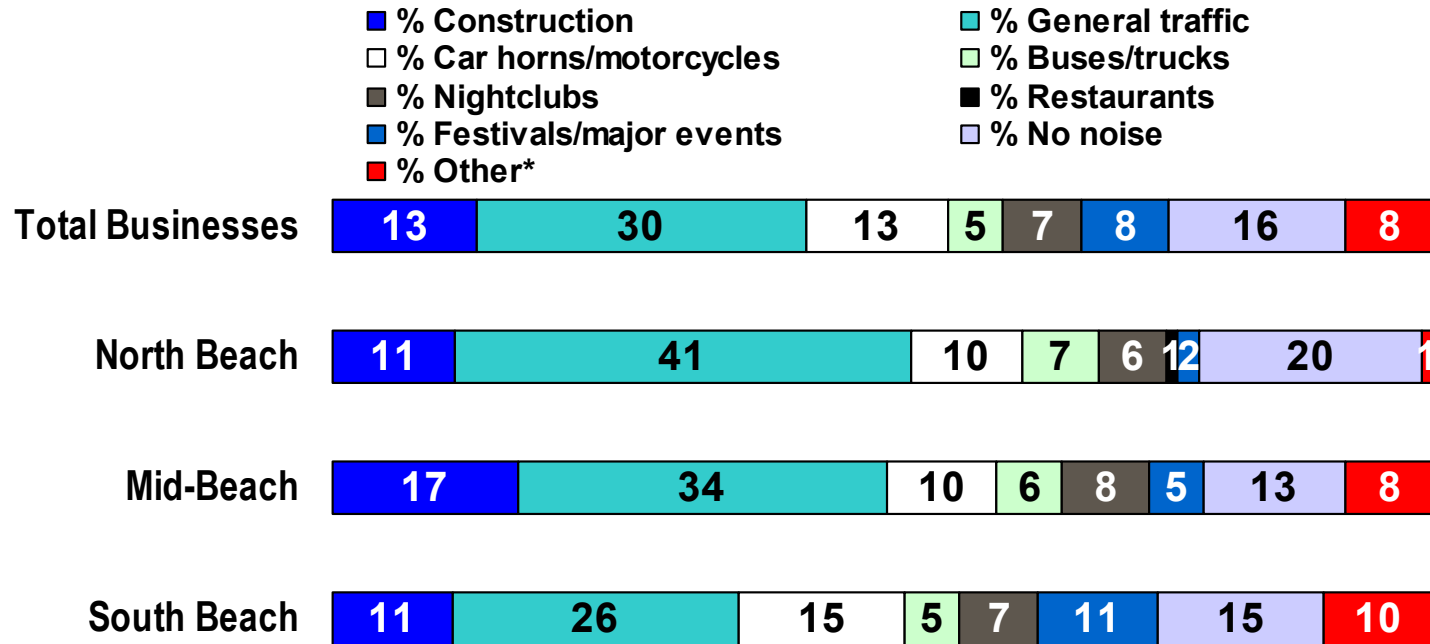 % Construction % General traffic
% Car horns/motorcycles % Buses/trucks
% Nightclubs % Restaurants
% Festivals/major events % No noise
% Other*
Total Businesses 13 30 13 5 7 8 16 8
North Beach 11 41 10 7 6 1 2 20 1
Mid-Beach 17 34 10 6 8 5 13 8
South Beach 11 26 15 5 7 11 15 10